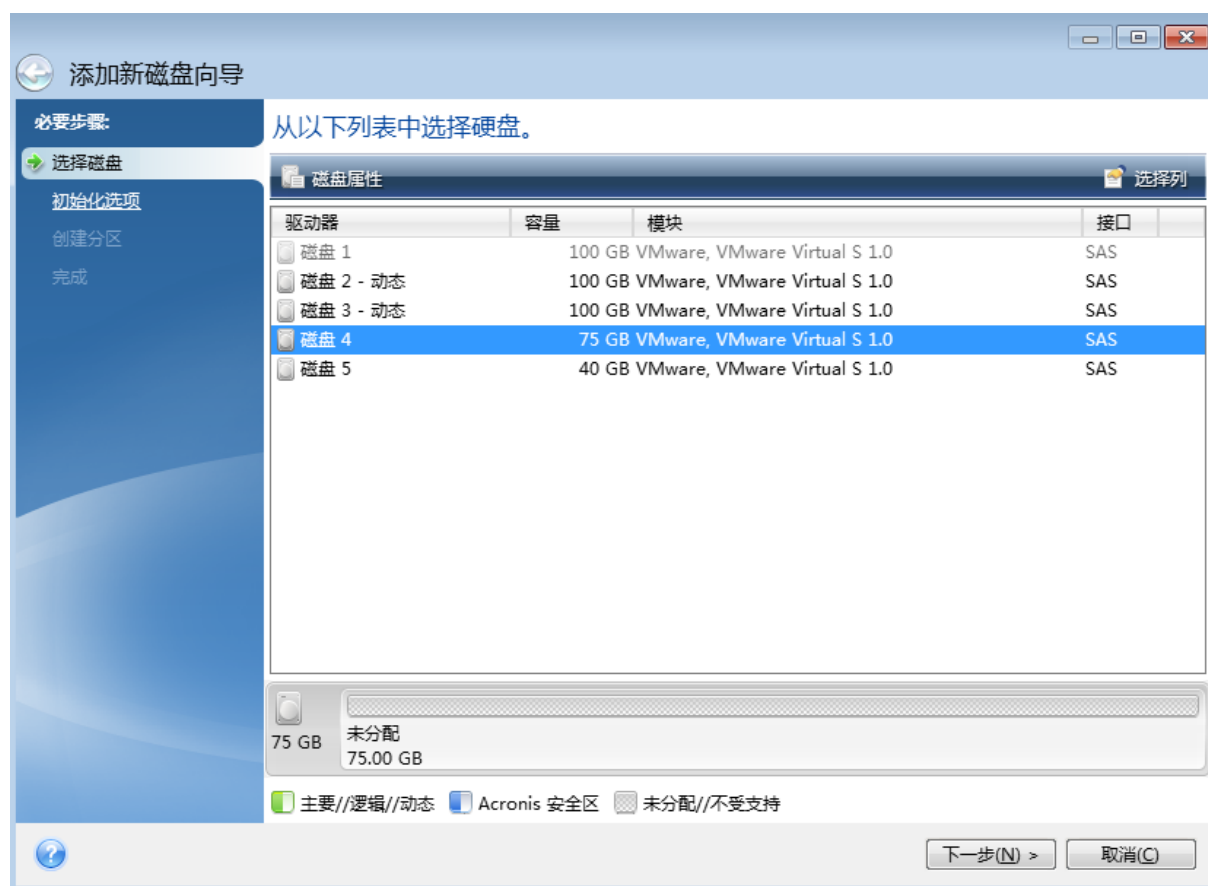 添加新磁盘向导
必要步骤:
选择磁盘
初始化选项
创建分区
完成
从以下列表中选择硬盘。
磁盘属性 选择列
驱动器 容量 模块 接口
磁盘 1 100 GB VMware, VMware Virtual S 1.0 SAS
磁盘 2 - 动态 100 GB VMware, VMware Virtual S 1.0 SAS
磁盘 3 - 动态 100 GB VMware, VMware Virtual S 1.0 SAS
磁盘 4 75 GB VMware, VMware Virtual S 1.0 SAS
磁盘 5 40 GB VMware, VMware Virtual S 1.0 SAS
未分配
75 GB
75.00 GB
主要//逻辑//动态 Acronis 安全区 未分配//不受支持
下一步(N) > 取消(C)